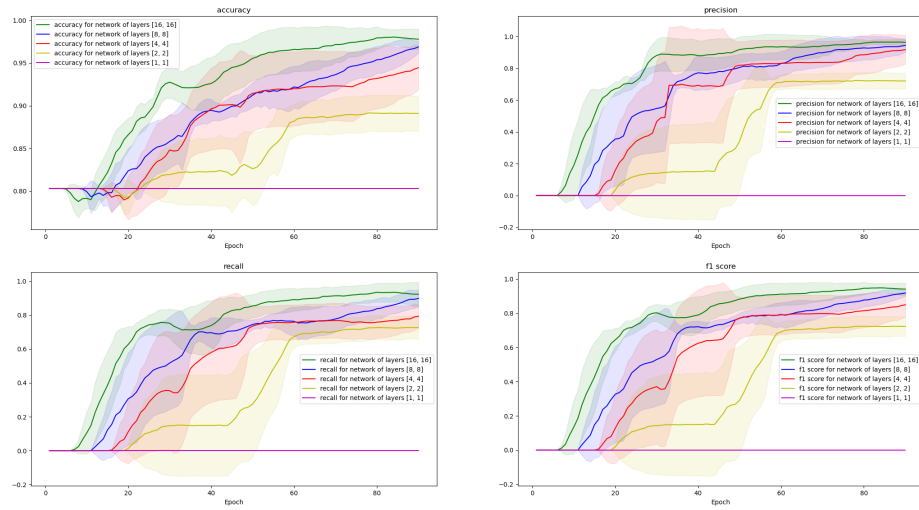 accuracy
1.00
0.95
0.90
0.85
0.80
accuracy for network of layers [16, 16]
accuracy for network of layers [8, 8]
accuracy for network of layers [4, 4]
accuracy for network of layers [2, 2]
accuracy for network of layers [1, 1]
0 20 40 60 80
Epoch
precision
1.0
0.8
0.6
0.4
0.2
0.0
−0.2
precision for network of layers [16, 16]
precision for network of layers [8, 8]
precision for network of layers [4, 4]
precision for network of layers [2, 2]
precision for network of layers [1, 1]
0 20 40 60 80
Epoch
recall
1.0
0.8
0.6
0.4
0.2
0.0
−0.2
recall for network of layers [16, 16]
recall for network of layers [8, 8]
recall for network of layers [4, 4]
recall for network of layers [2, 2]
recall for network of layers [1, 1]
0 20 40 60 80
Epoch
f1 score
1.0
0.8
0.6
0.4
0.2
0.0
−0.2
f1 score for network of layers [16, 16]
f1 score for network of layers [8, 8]
f1 score for network of layers [4, 4]
f1 score for network of layers [2, 2]
f1 score for network of layers [1, 1]
0 20 40 60 80
Epoch